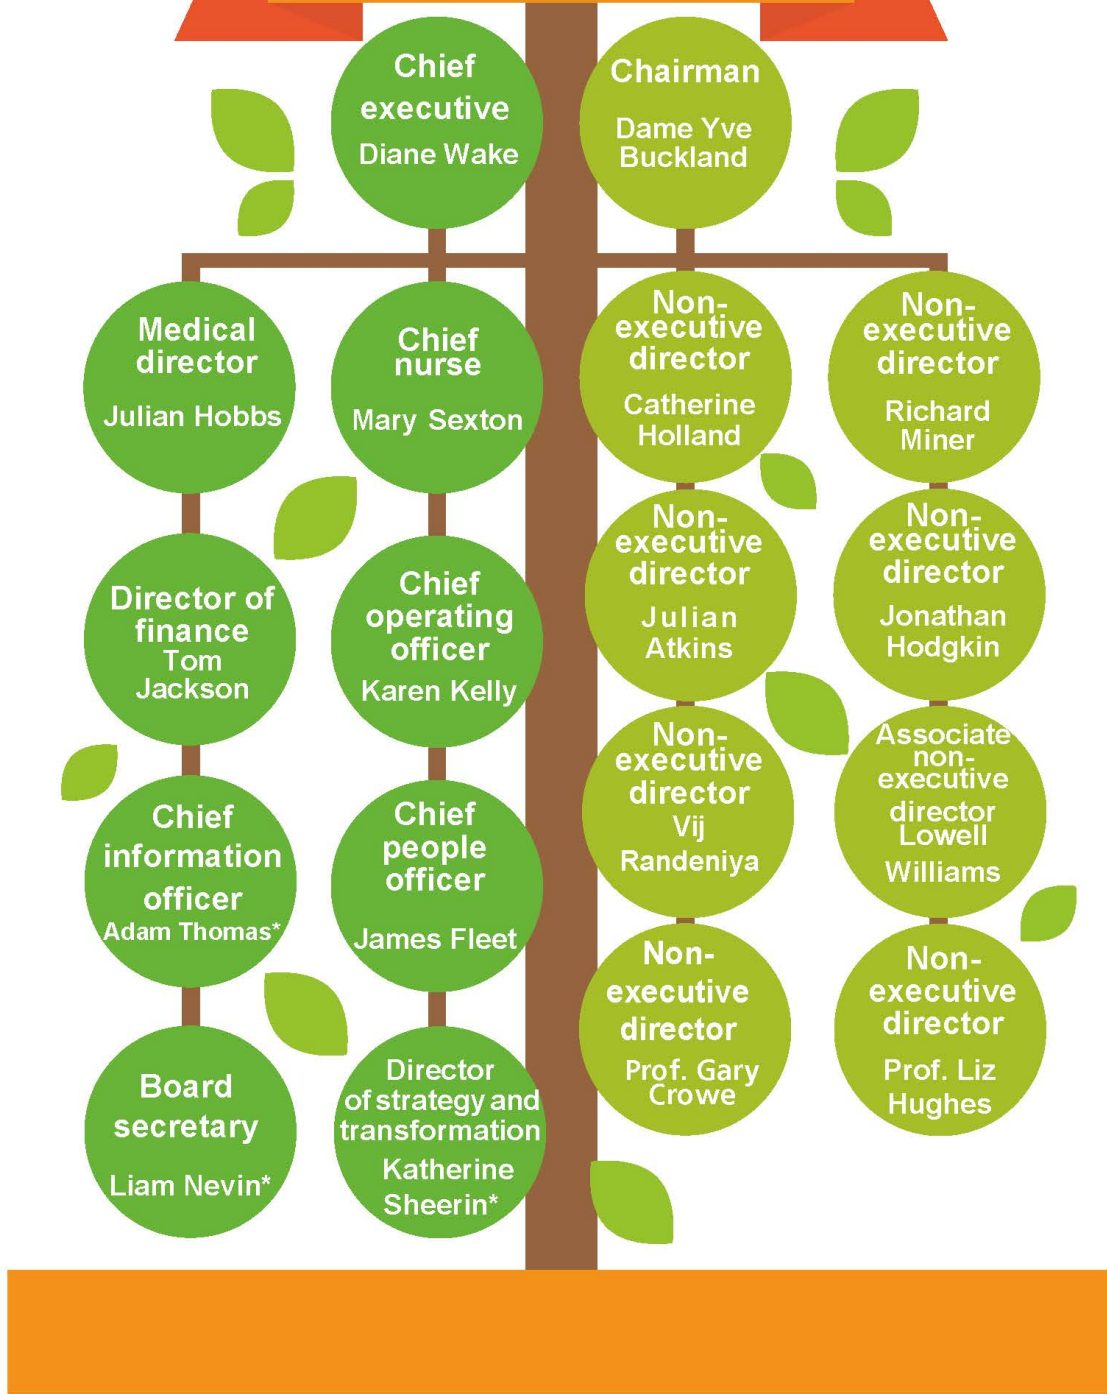 Chief
executive
Diane Wake
Chairman
Dame Yve
Buckland
Medical
director
Julian Hobbs
Chief
nurse
Mary Sexton
Non-
executive
director
Catherine
Holland
Non-
executive
director
Richard
Miner
Director of
finance
Tom
Jackson
Chief
operating
officer
Karen Kelly
Non-
executive
director
Julian
Atkins
Non-
executive
director
Jonathan
Hodgkin
Chief
information
officer
Adam Thomas*
Chief
people
officer
James Fleet
Non-
executive
director
Vij
Randeniya
Associate
non-
executive
director
Lowell
Williams
Board
secretary
Liam Nevin*
Director
of strategy and
transformation
Katherine
Sheerin*
Non-
executive
director
Prof. Gary
Crowe
Non-
executive
director
Prof. Liz
Hughes